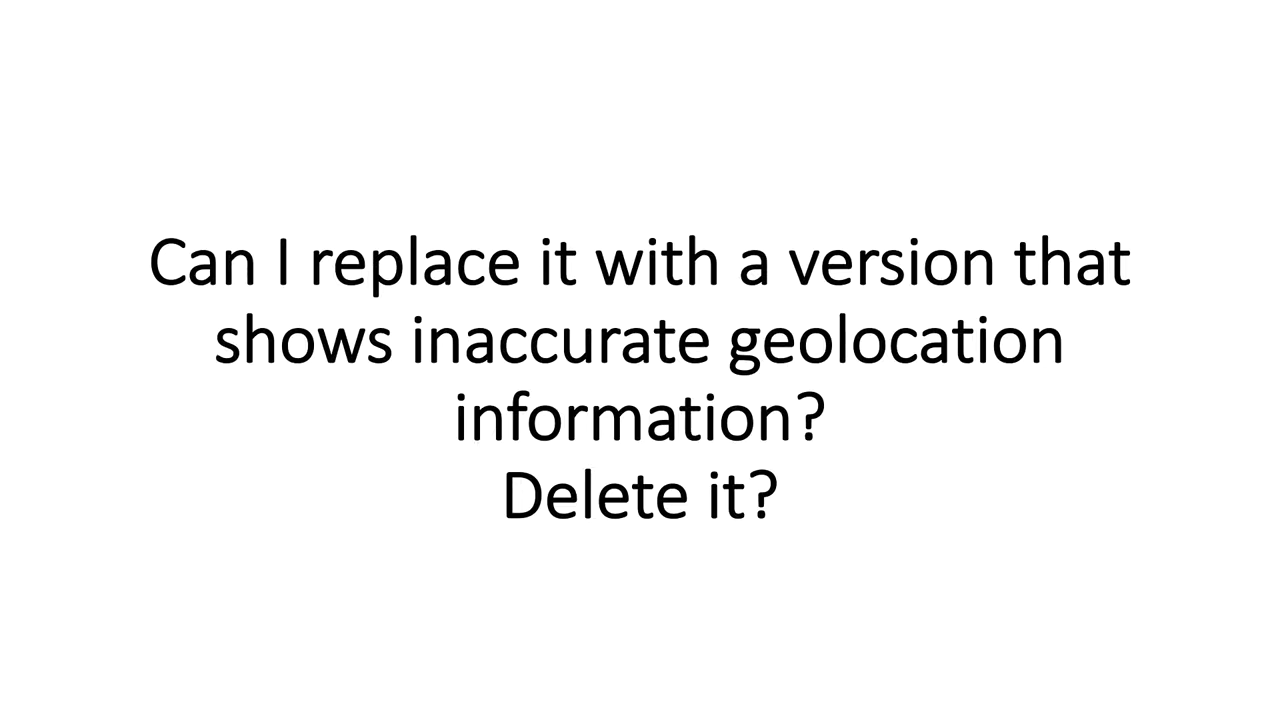 Can I replace it with a version that
shows inaccurate geolocation
information?
Delete it?